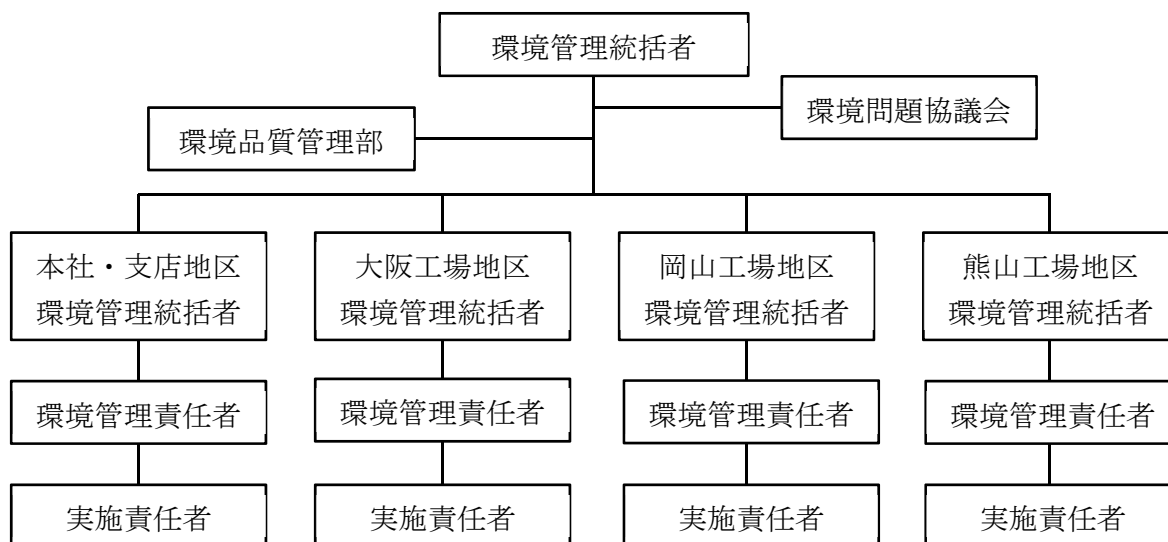 環境管理統括者
環境問題協議会
環境品質管理部
本社・支店地区
環境管理統括者
大阪工場地区
環境管理統括者
岡山工場地区
環境管理統括者
熊山工場地区
環境管理統括者
環境管理責任者
環境管理責任者
環境管理責任者
環境管理責任者
実施責任者
実施責任者
実施責任者
実施責任者